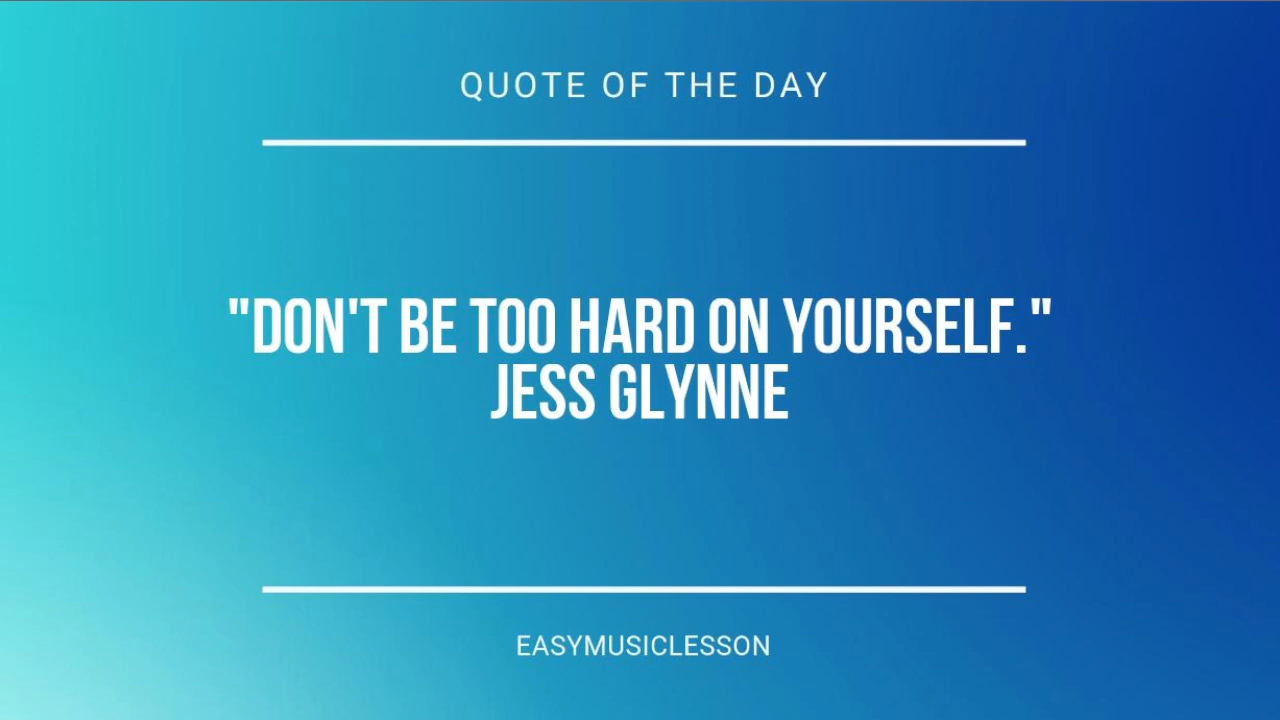 QUOTE OF THE DAY
"DON'T BE TOO HARD ON YOURSELF."
JESS GLYNNE
EASYMUSICLESSON